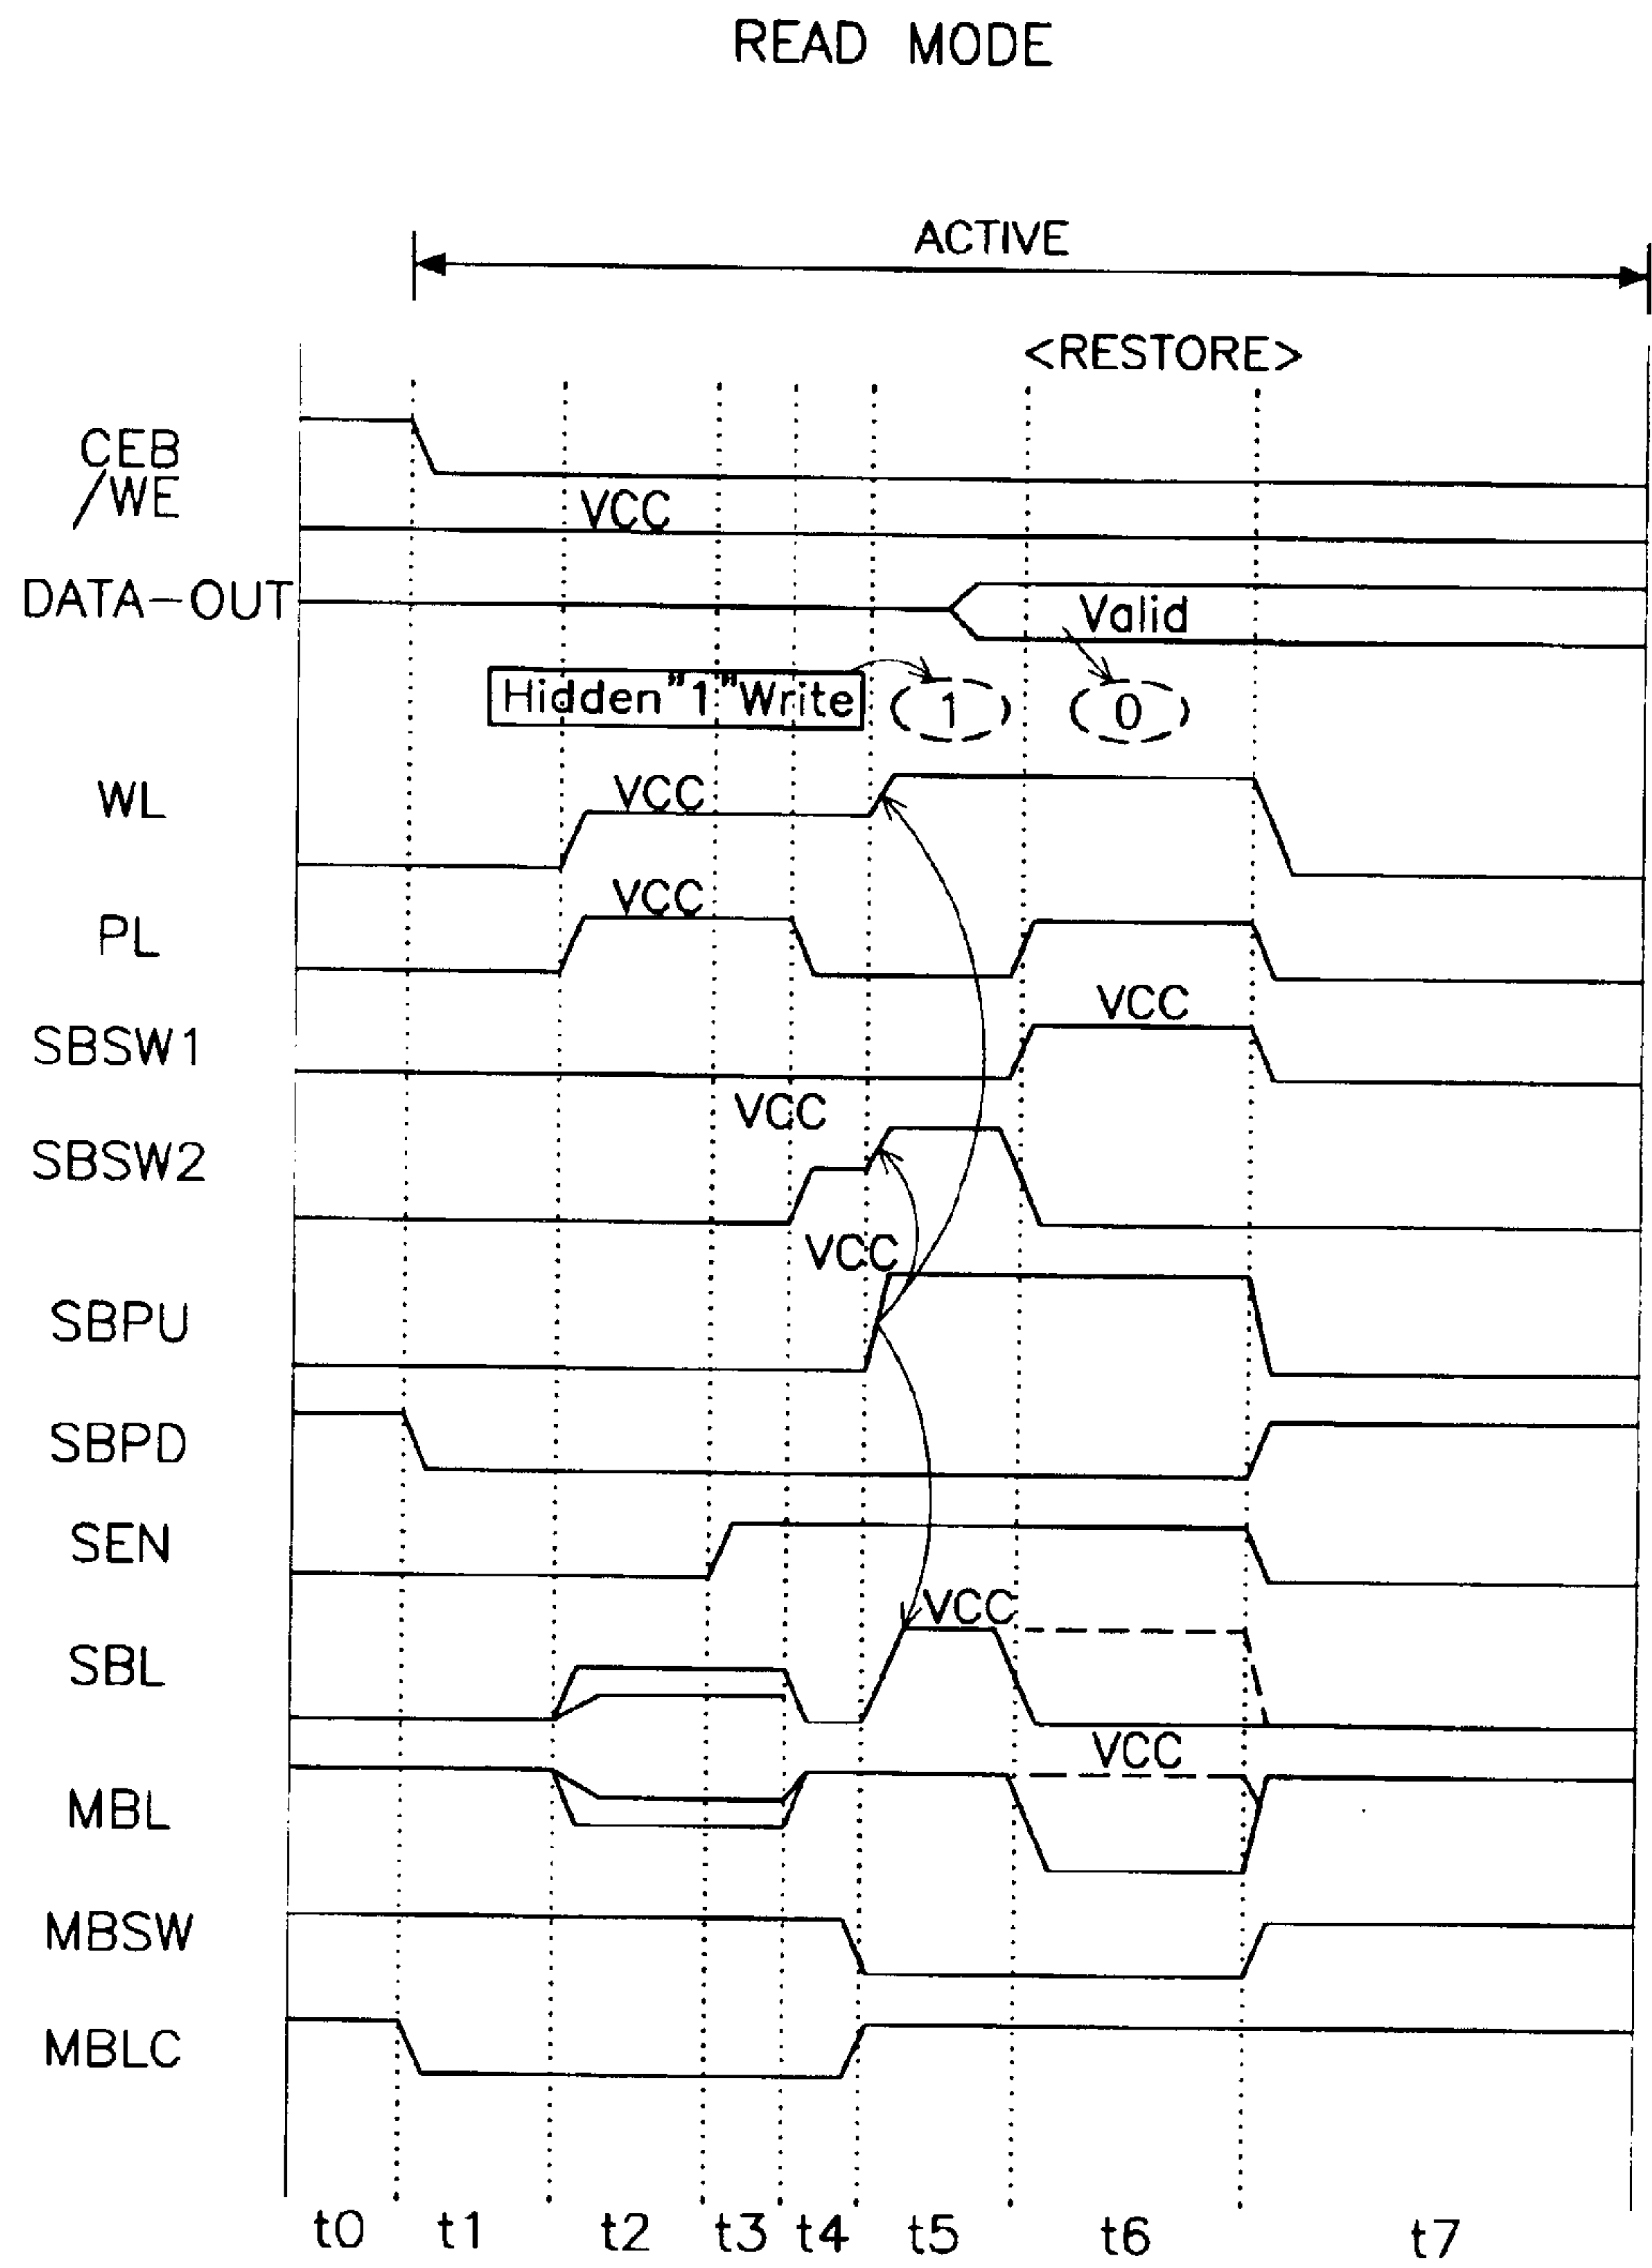 READ MODE
ACTIVE
<RESTORE>
CEB
/WE
VCC
DATA-OUT
Valid
Hidden "1" Write
1
0
WL
VCC
PL
VCC
SBSW1
VCC
SBSW2
VCC
SBPU
VCC
SBPD
SEN
SBL
VCC
MBL
VCC
MBSW
MBLC
t0 t1 t2 t3 t4 t5 t6 t7